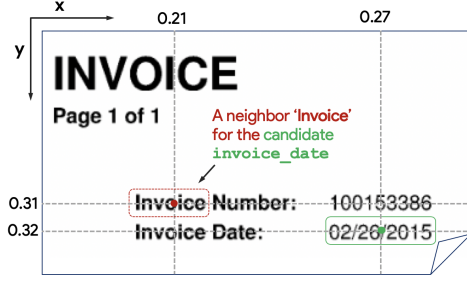 x
0.21
0.27
y
INVOICE
Page 1 of 1
A neighbor ‘Invoice’
for the candidate
invoice_date
0.31
Invoice Number: 100153386
0.32
Invoice Date: 02/26/2015